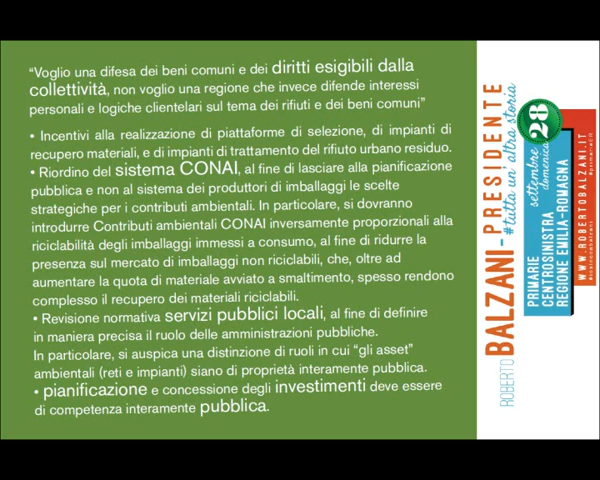 “Voglio una difesa dei beni comuni e dei diritti esigibili dalla
collettività, non voglio una regione che invece difende interessi
personali e logiche clientelari sul tema dei rifiuti e dei beni comuni”
• Incentivi alla realizzazione di piattaforme di selezione, di impianti di
recupero materiali, e di impianti di trattamento del rifiuto urbano residuo.
• Riordino del sistema CONAI, al fine di lasciare alla pianificazione
pubblica e non al sistema dei produttori di imballaggi le scelte
strategiche per i contributi ambientali. In particolare, si dovranno
introdurre Contributi ambientali CONAI inversamente proporzionali alla
riciclabilità degli imballaggi immessi a consumo, al fine di ridurre la
presenza sul mercato di imballaggi non riciclabili, che, oltre ad
aumentare la quota di materiale avviato a smaltimento, spesso rendono
complesso il recupero dei materiali riciclabili.
• Revisione normativa servizi pubblici locali, al fine di definire
in maniera precisa il ruolo delle amministrazioni pubbliche.
In particolare, si auspica una distinzione di ruoli in cui “gli asset”
ambientali (reti e impianti) siano di proprietà interamente pubblica.
• pianificazione e concessione degli investimenti deve essere
di competenza interamente pubblica.
ROBERTO BALZANI-PRESIDENTE
#tutta un'altra storia
settembre 28
domenica
PRIMARIE
CENTROSINISTRA
REGIONE EMILIA-ROMAGNA
WWW.ROBERTOBALZANI.IT